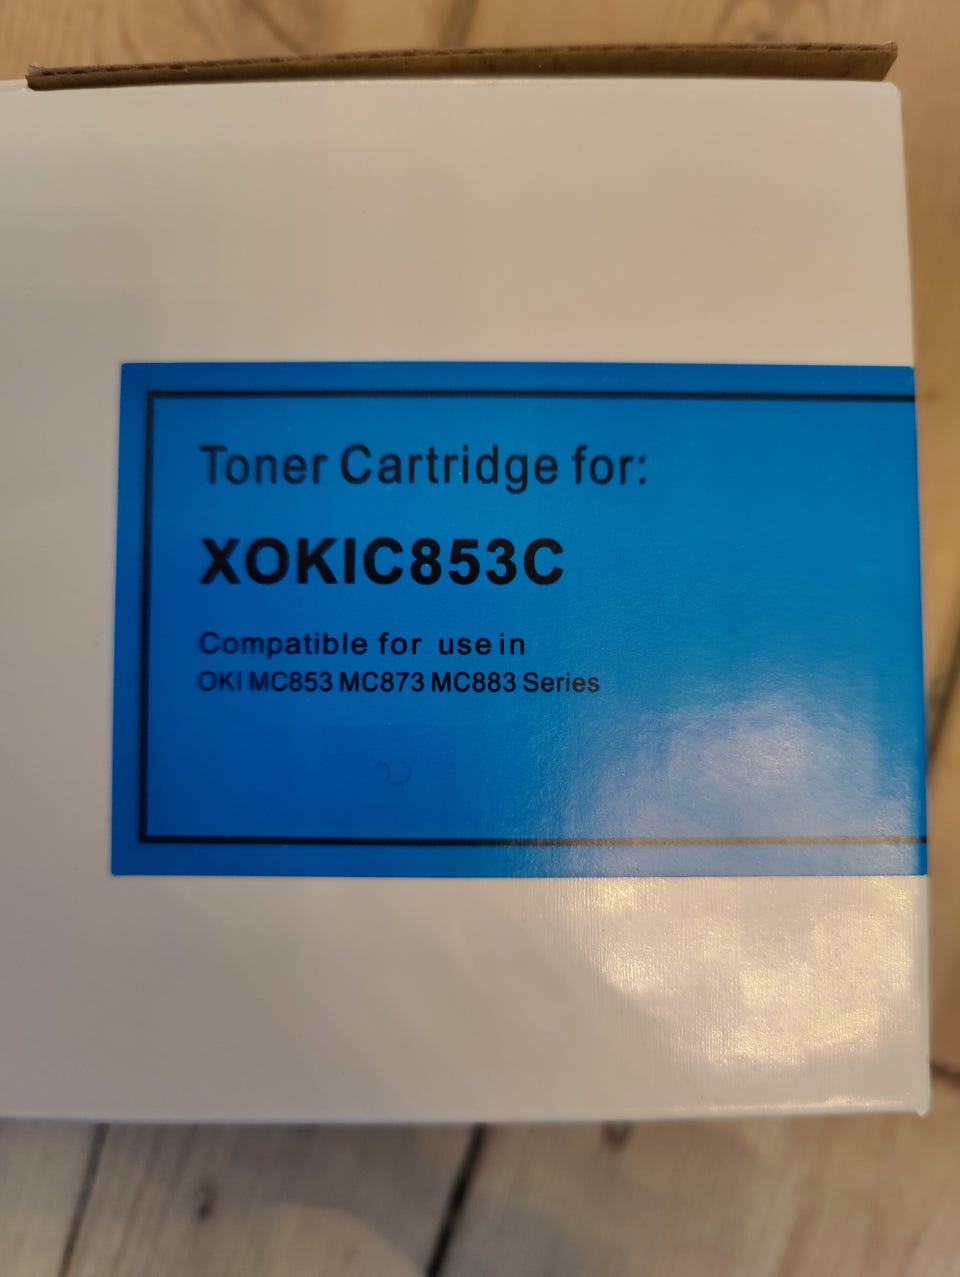 Toner Cartridge for:
XOKIC853C
Compatible for use in
OKI MC853 MC873 MC883 Series